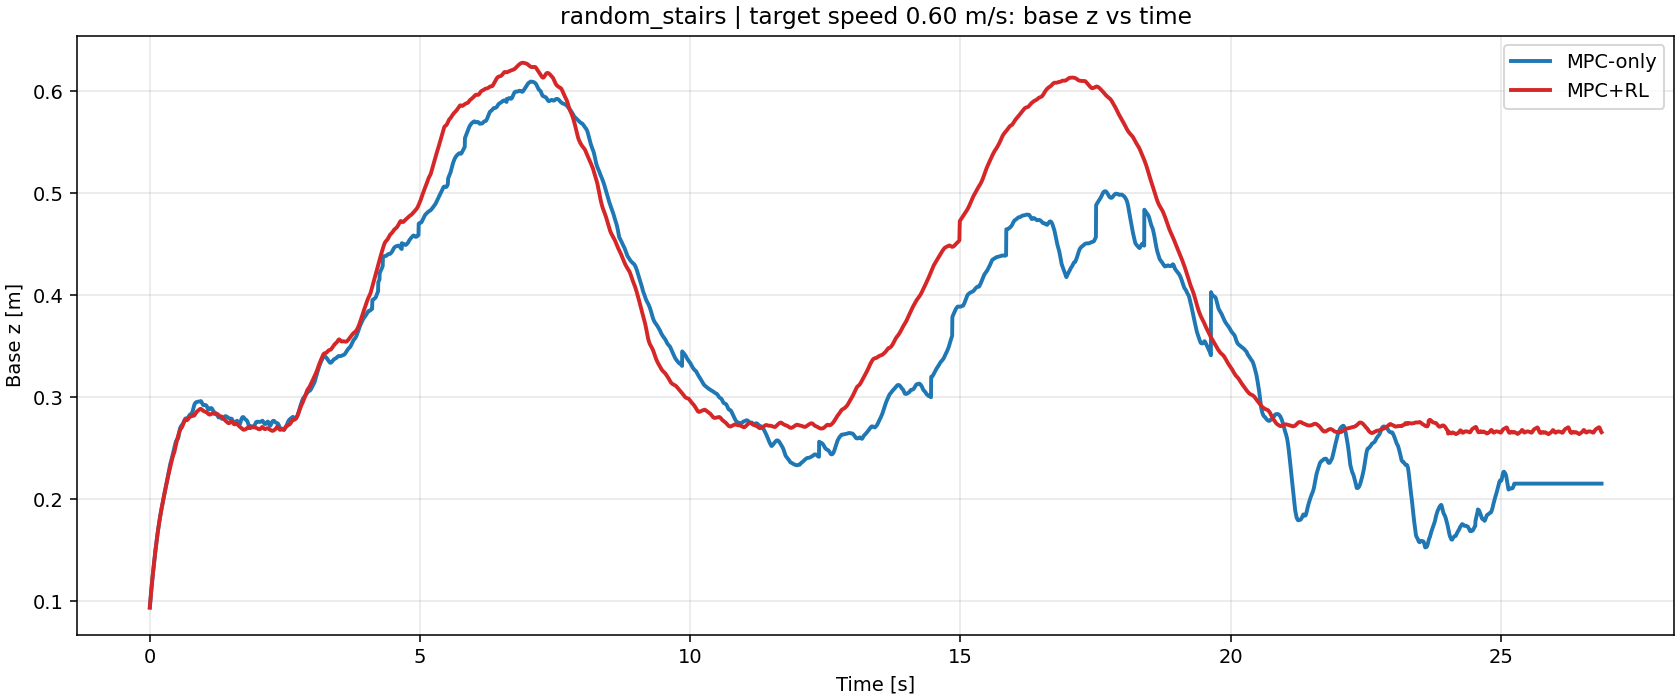 random_stairs | target speed 0.60 m/s: base z vs time
MPC-only
MPC+RL
Base z [m]
0.6
0.5
0.4
0.3
0.2
0.1
0 5 10 15 20 25
Time [s]